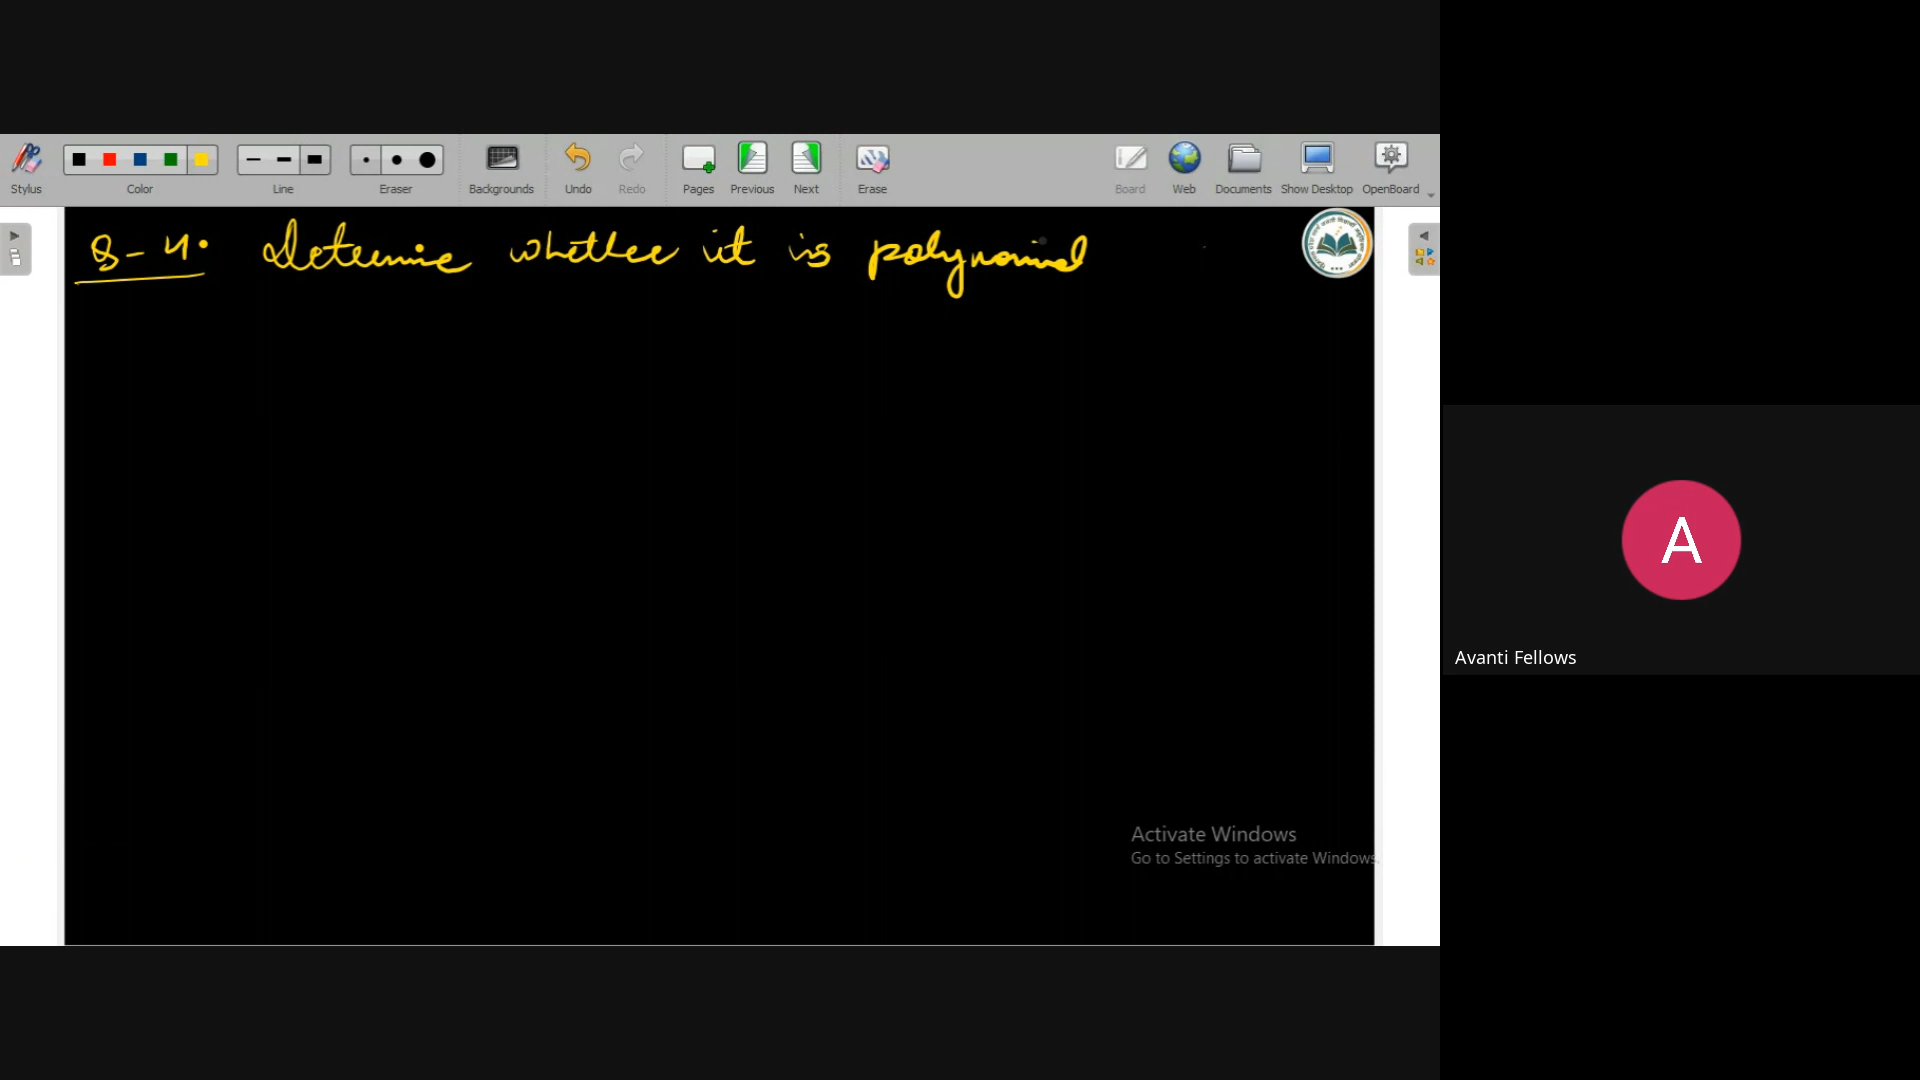 Stylus
Color
Line
Eraser
Backgrounds
Undo
Redo
Pages
Previous
Next
Erase
Board
Web
Documents
Show Desktop
OpenBoard
Q-4. Determine whether it is polynomial
Activate Windows
Go to Settings to activate Windows.
A
Avanti Fellows